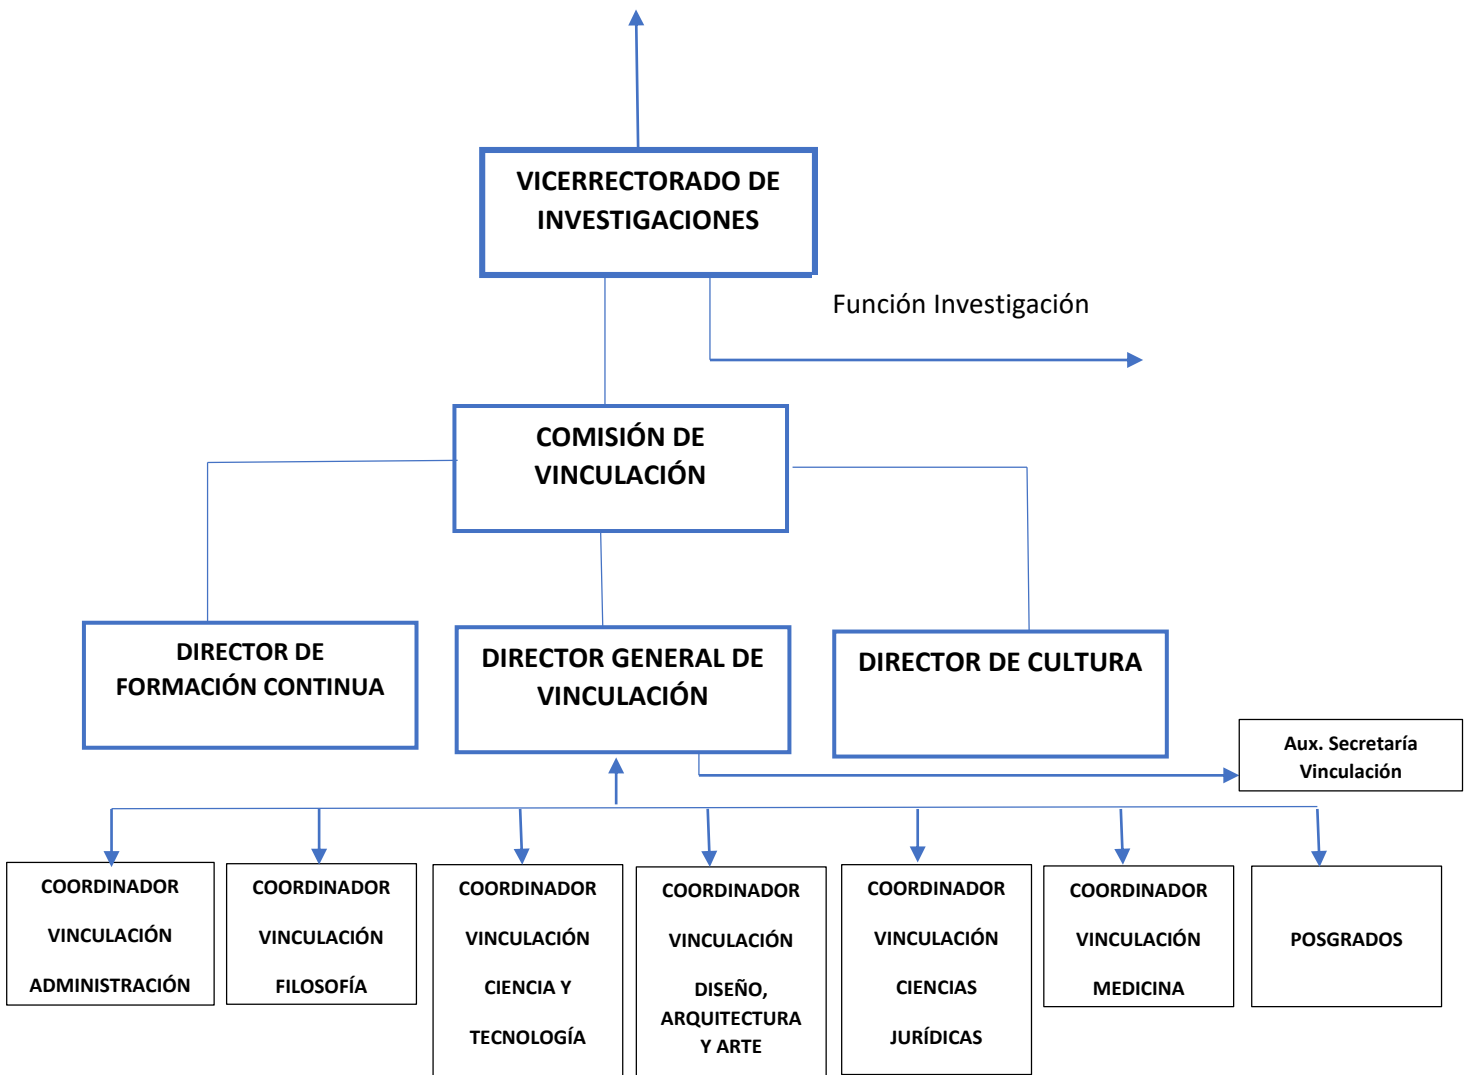 VICERRECTORADO DE
INVESTIGACIONES
Función Investigación
COMISIÓN DE
VINCULACIÓN
DIRECTOR DE
FORMACIÓN CONTINUA
DIRECTOR GENERAL DE
VINCULACIÓN
DIRECTOR DE CULTURA
Aux. Secretaría
Vinculación
COORDINADOR
VINCULACIÓN
ADMINISTRACIÓN
COORDINADOR
VINCULACIÓN
FILOSOFÍA
COORDINADOR
VINCULACIÓN
CIENCIA Y
TECNOLOGÍA
COORDINADOR
VINCULACIÓN
DISEÑO,
ARQUITECTURA
Y ARTE
COORDINADOR
VINCULACIÓN
CIENCIAS
JURÍDICAS
COORDINADOR
VINCULACIÓN
MEDICINA
POSGRADOS